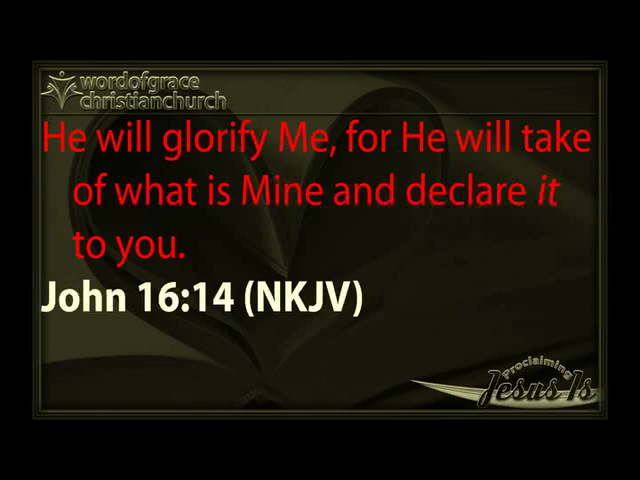 wordofgrace
christianchurch
He will glorify Me, for He will take
of what is Mine and declare it
to you.
John 16:14 (NKJV)
Proclaiming
Jesus Is